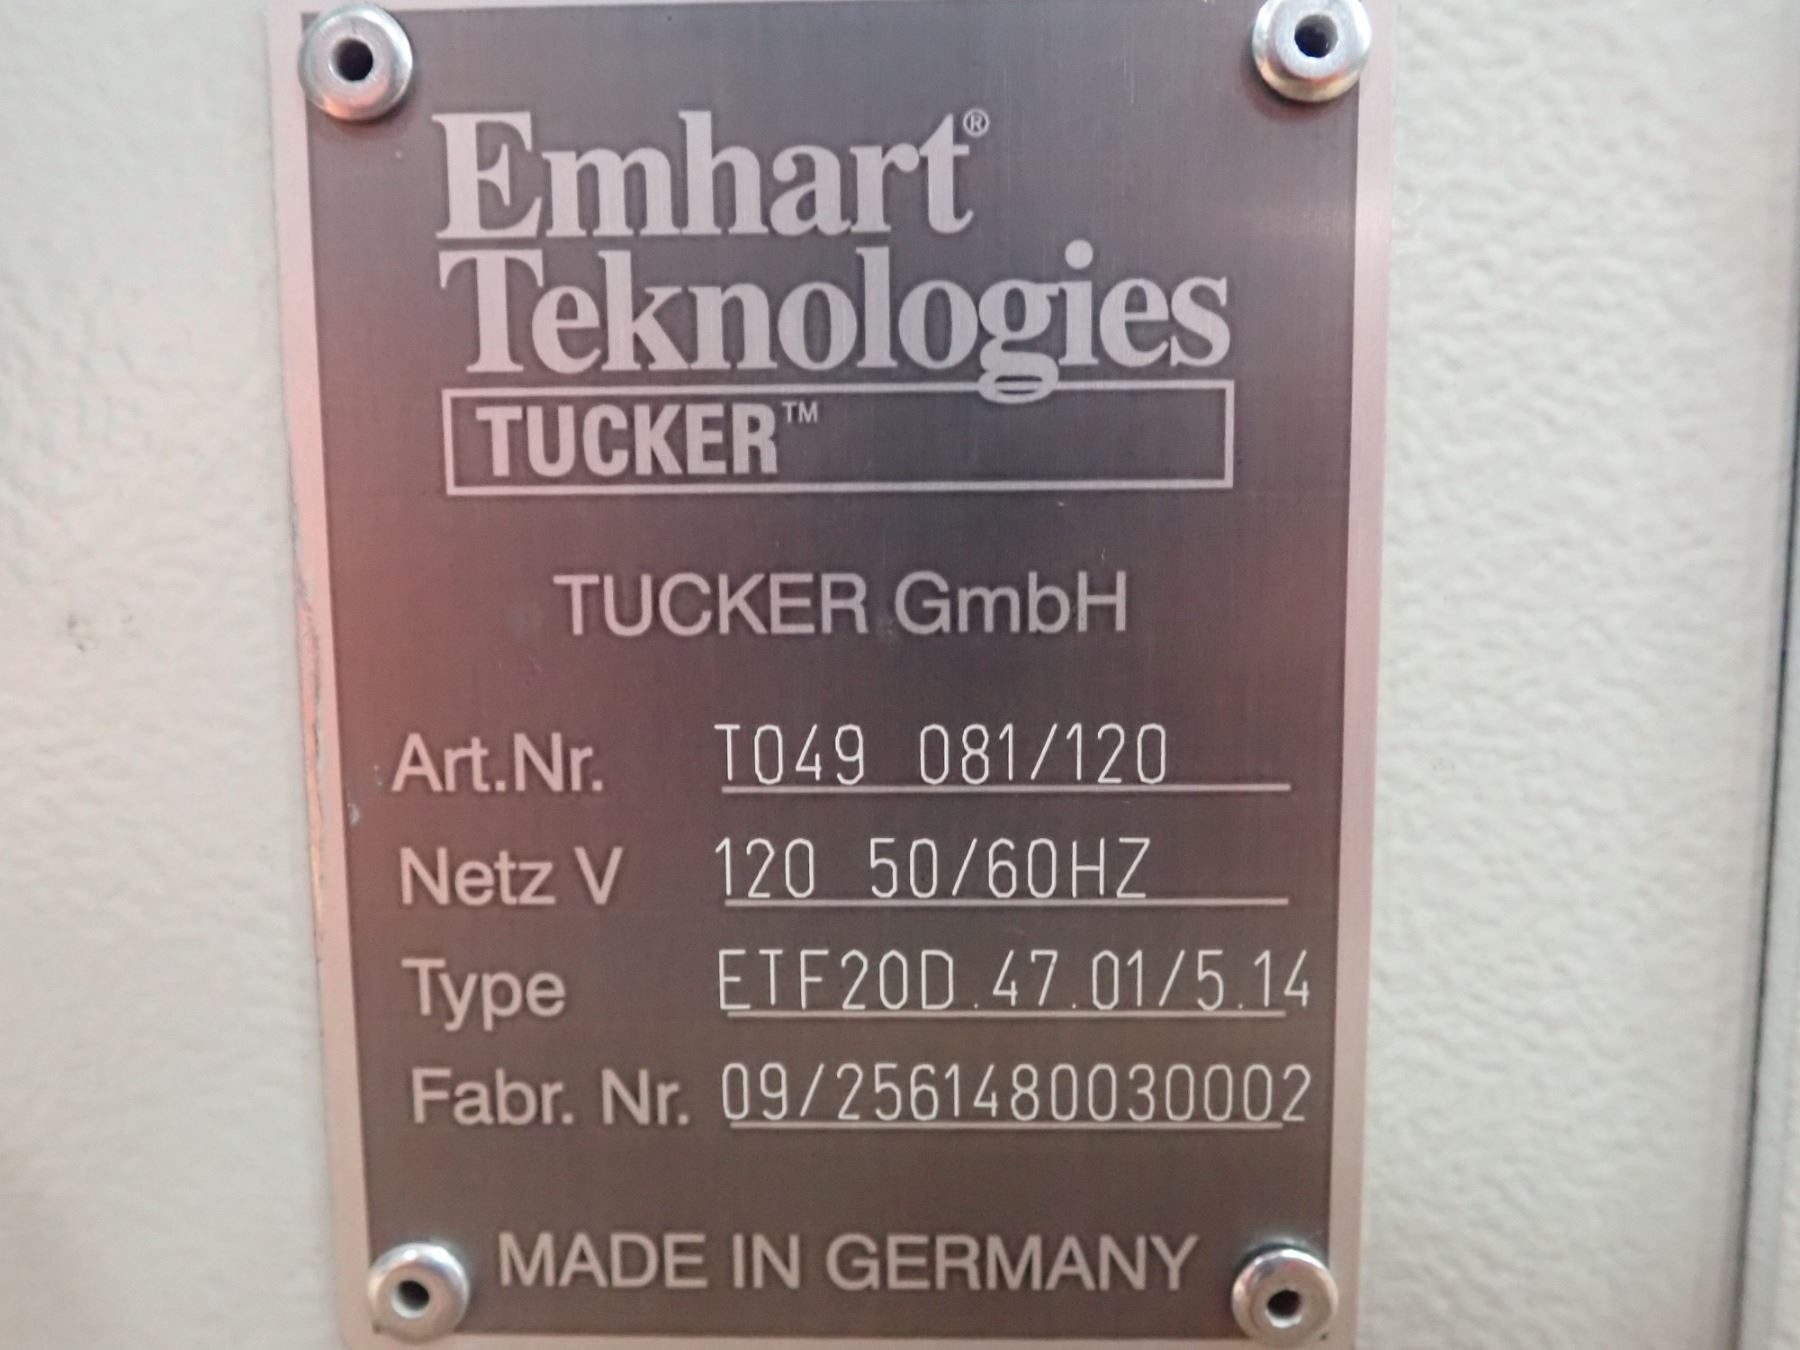 Emhart®
Teknologies
TUCKER™
TUCKER GmbH
Art.Nr. T049 081/120
Netz V 120 50/60HZ
Type ETF20D.47.01/5.14
Fabr. Nr. 09/2561480030002
MADE IN GERMANY